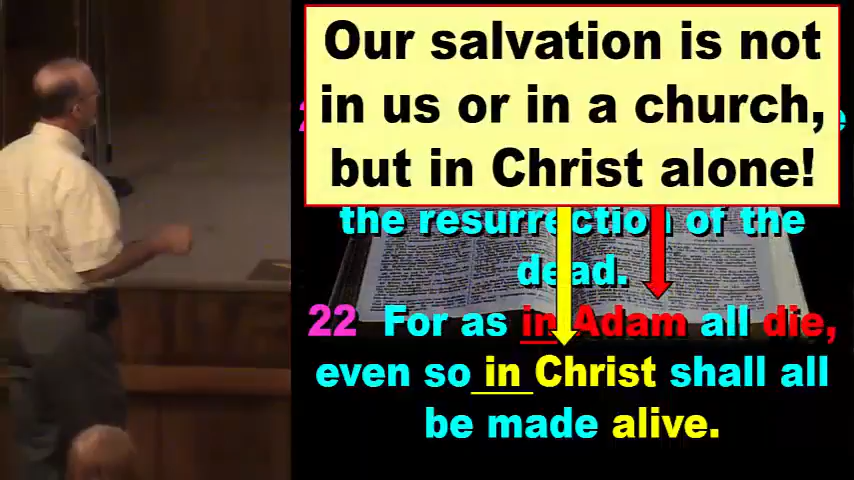 Our salvation is not
in us or in a church,
but in Christ alone!
the resurrection of the
dead.
22 For as in Adam all die,
even so in Christ shall all
be made alive.